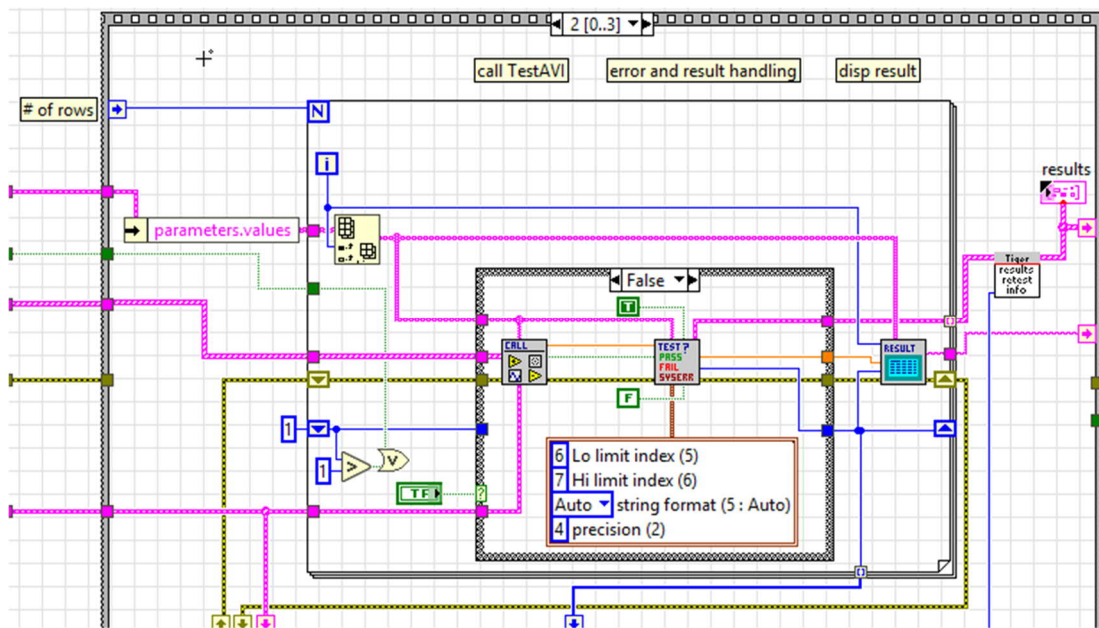 2 [0..3]
call TestAVI
error and result handling
disp result
# of rows
N
i
results
parameters.values
Tiger
results
retest
info
False
T
CALL
TEST?
PASS
FAIL
SYSERR
RESULT
F
1
1
>
V
TF
?
6 Lo limit index (5)
7 Hi limit index (6)
Auto string format (5 : Auto)
4 precision (2)